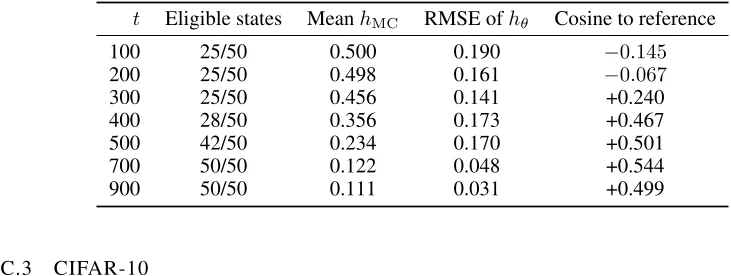 t Eligible states Mean hMC RMSE of hθ Cosine to reference
100 25/50 0.500 0.190 −0.145
200 25/50 0.498 0.161 −0.067
300 25/50 0.456 0.141 +0.240
400 28/50 0.356 0.173 +0.467
500 42/50 0.234 0.170 +0.501
700 50/50 0.122 0.048 +0.544
900 50/50 0.111 0.031 +0.499
C.3 CIFAR-10